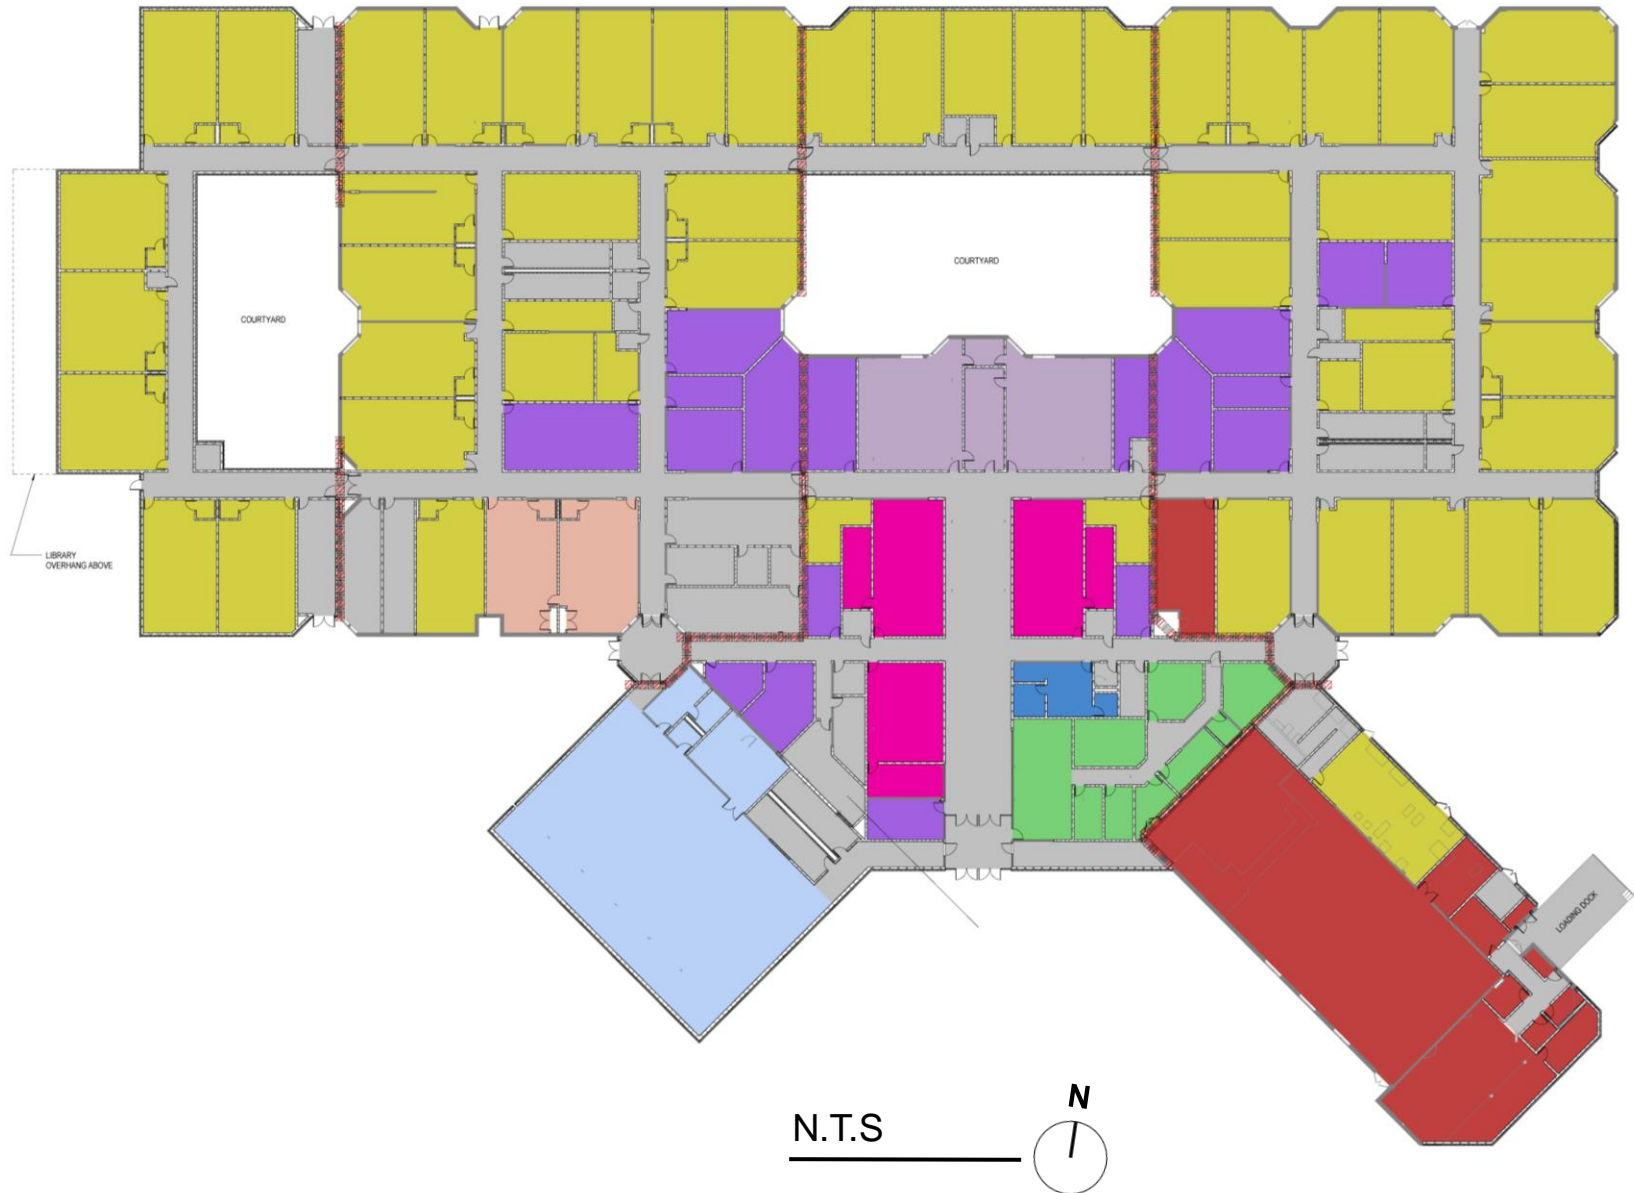 COURTYARD
COURTYARD
LIBRARY
OVERHANG ABOVE
LOADING DOCK
N
N.T.S